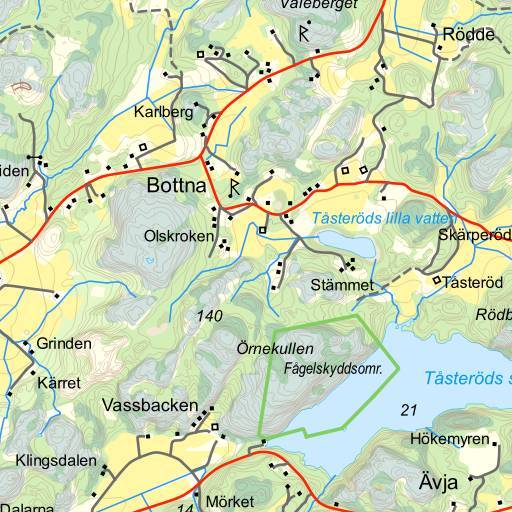 Valeberget
Rödde
Karlberg
iden
Bottna
Tåsteröds lilla vatten
Olskroken
Skärperöd
Stämmet
Tåsteröd
140
Rödb
Grinden
Örnekullen
Fågelskyddsomr.
Kärret
Tåsteröds s
Vassbacken
21
Hökemyren
Klingsdalen
Ävja
Dalarna
14
Mörket